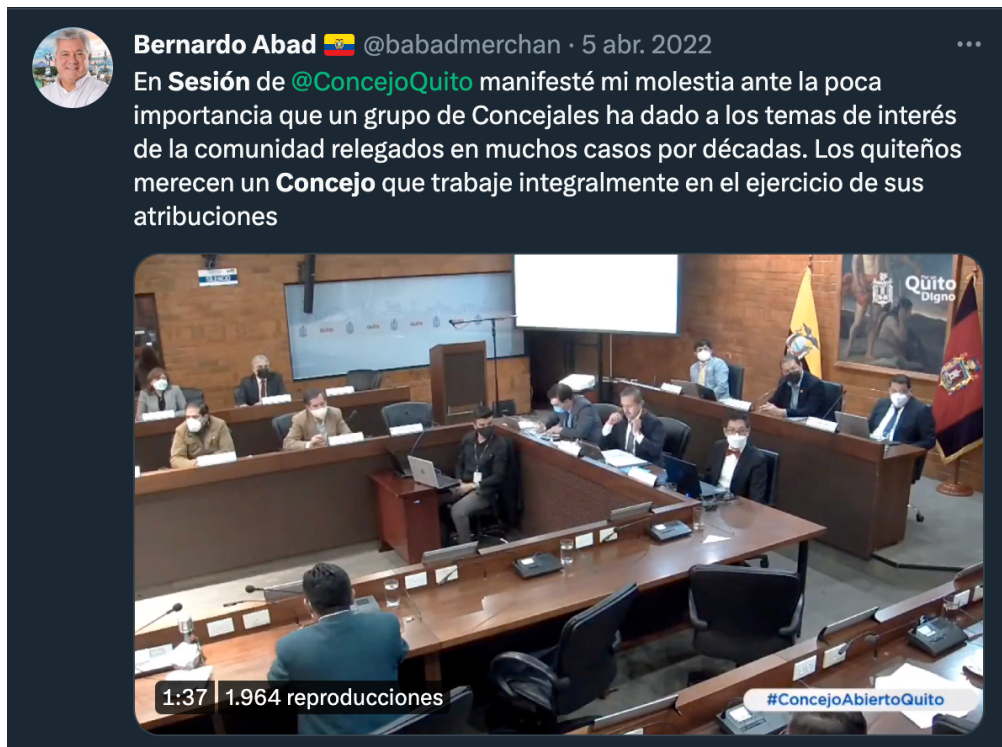 Bernardo Abad @babadmerchan · 5 abr. 2022
En Sesión de @ConcejoQuito manifesté mi molestia ante la poca
importancia que un grupo de Concejales ha dado a los temas de interés
de la comunidad relegados en muchos casos por décadas. Los quiteños
merecen un Concejo que trabaje integralmente en el ejercicio de sus
atribuciones
SILENCIO
Quito
Digno
1:37 1.964 reproducciones
#ConcejoAbiertoQuito